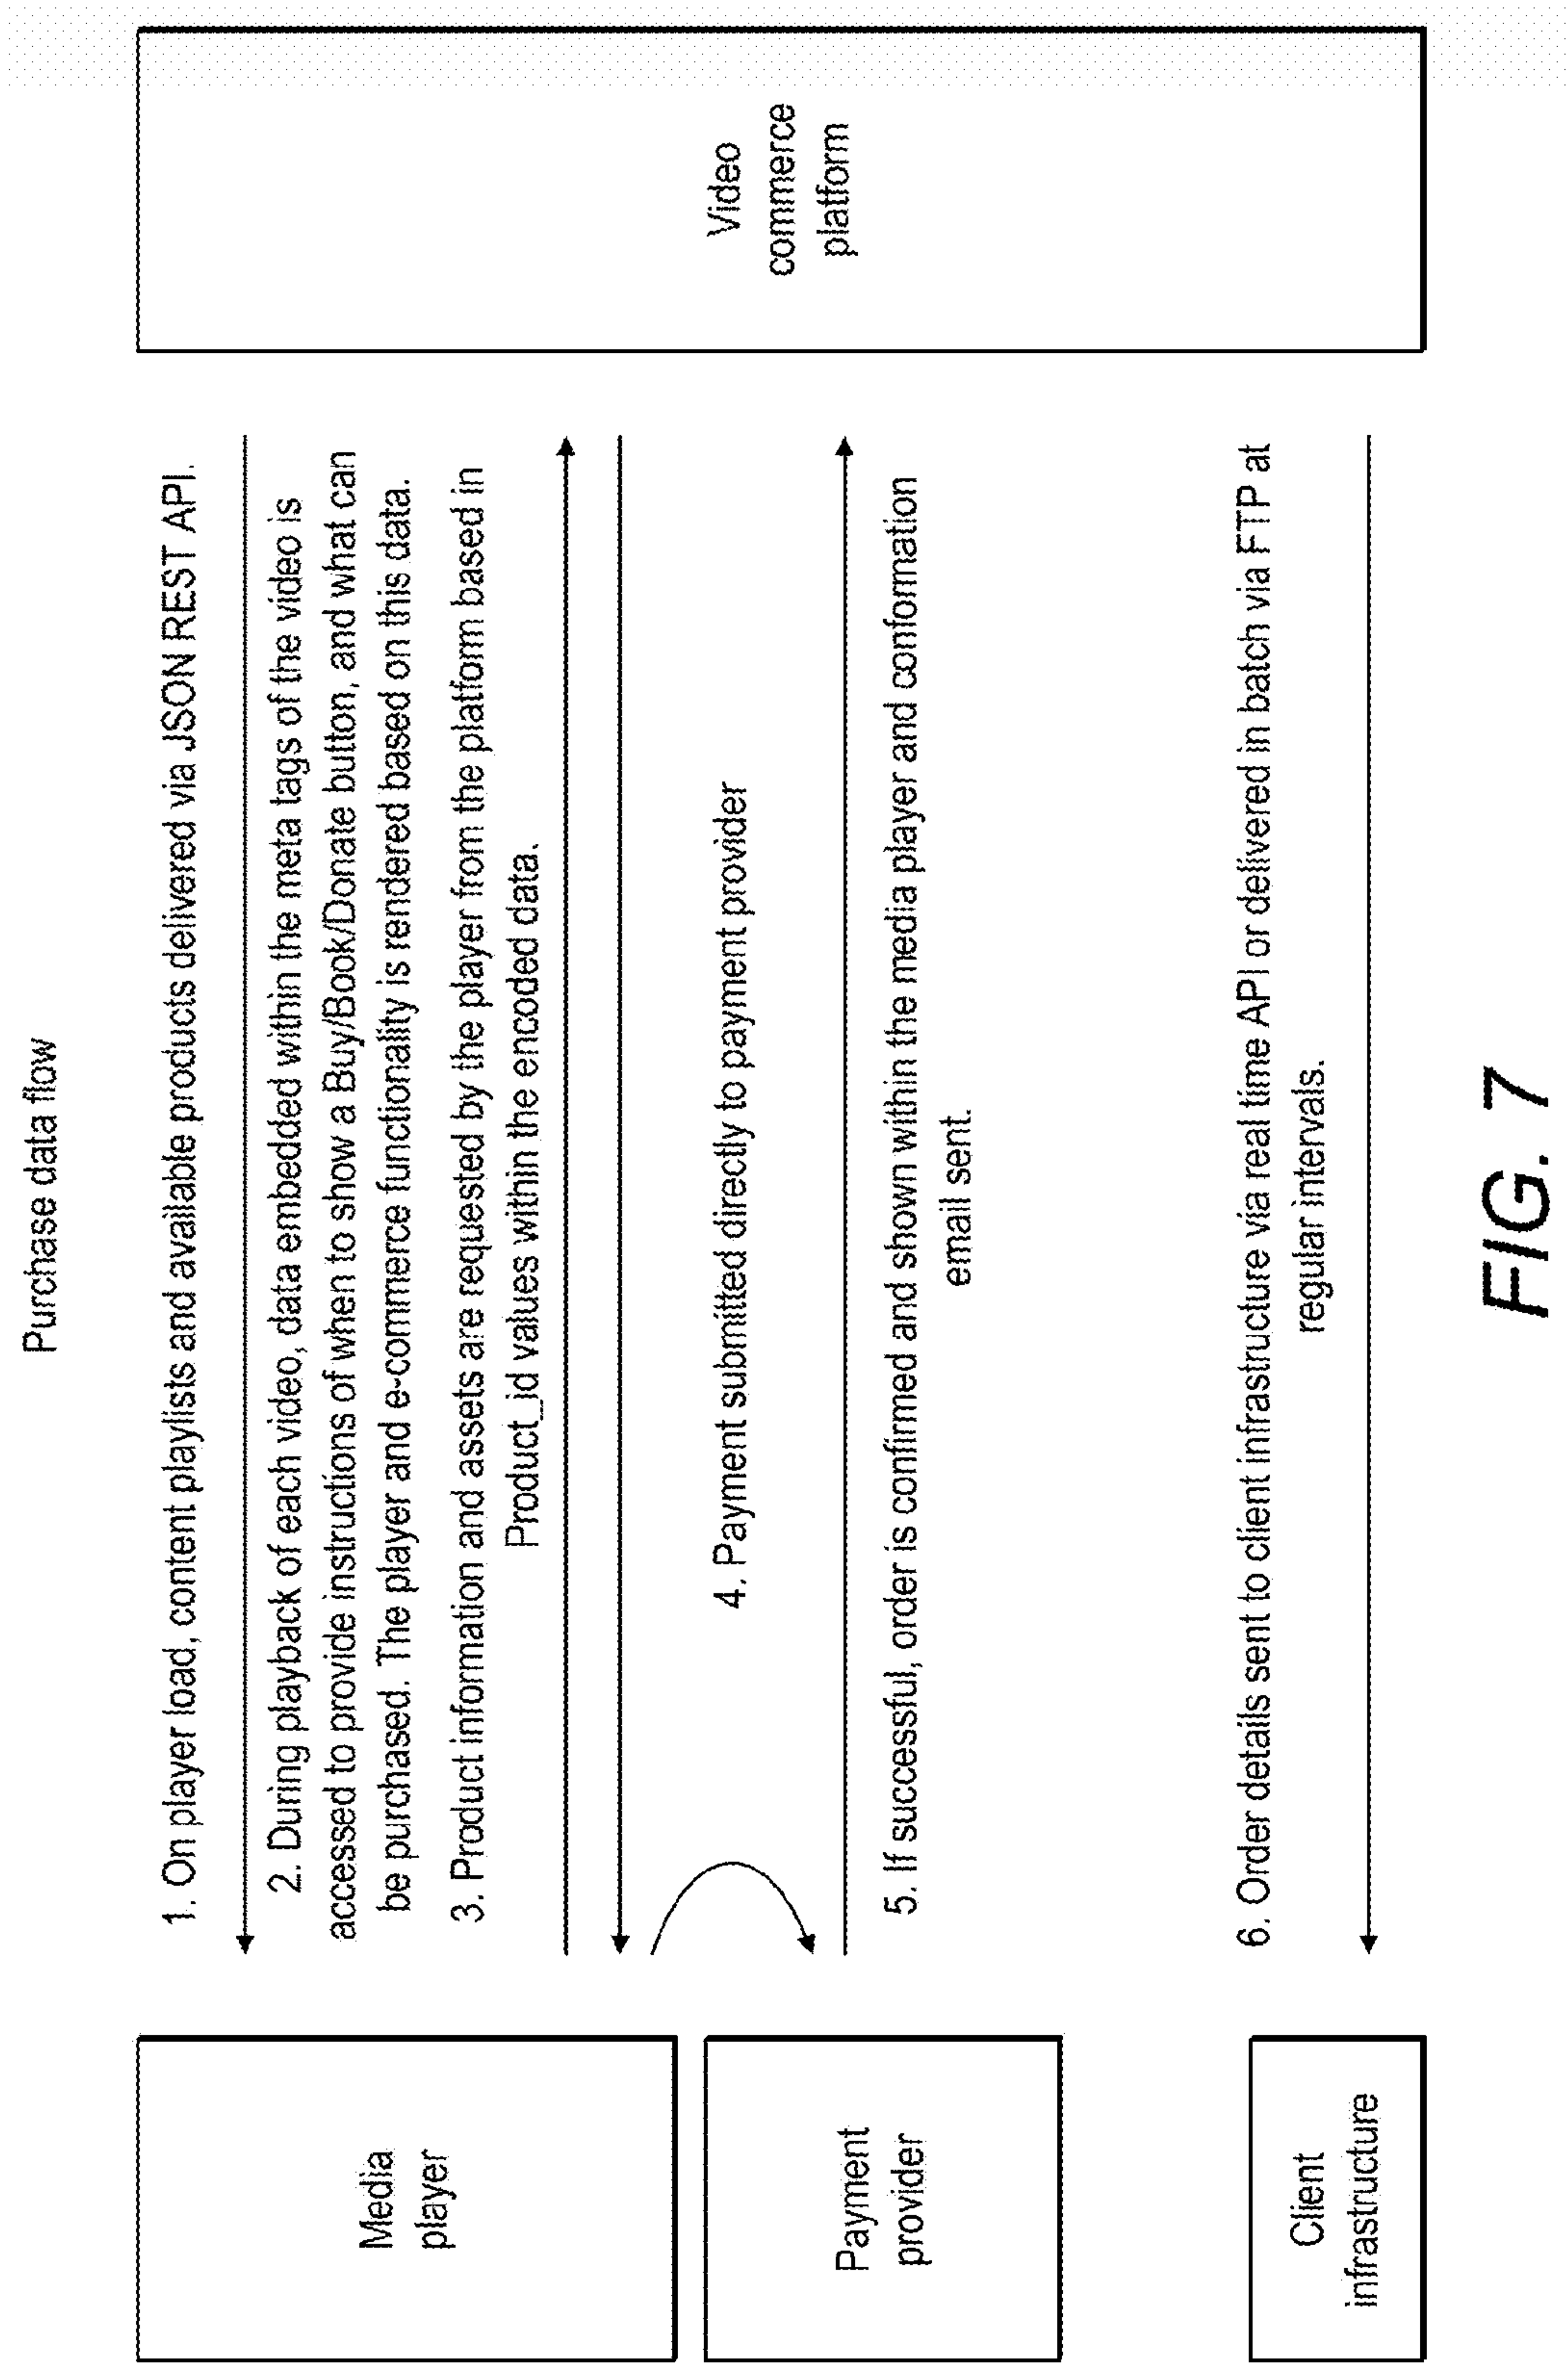 Purchase data flow
Media
player
Payment
provider
Client
infrastructure
1. On player load, content playlists and available products delivered via JSON REST API.
2. During playback of each video, data embedded within the meta tags of the video is
accessed to provide instructions of when to show a Buy/Book/Donate button, and what can
be purchased. The player and e-commerce functionality is rendered based on this data.
3. Product information and assets are requested by the player from the platform based in
Product_id values within the encoded data.
4. Payment submitted directly to payment provider
5. If successful, order is confirmed and shown within the media player and conformation
email sent.
6. Order details sent to client infrastructure via real time API or delivered in batch via FTP at
regular intervals.
Video
commerce
platform
FIG. 7